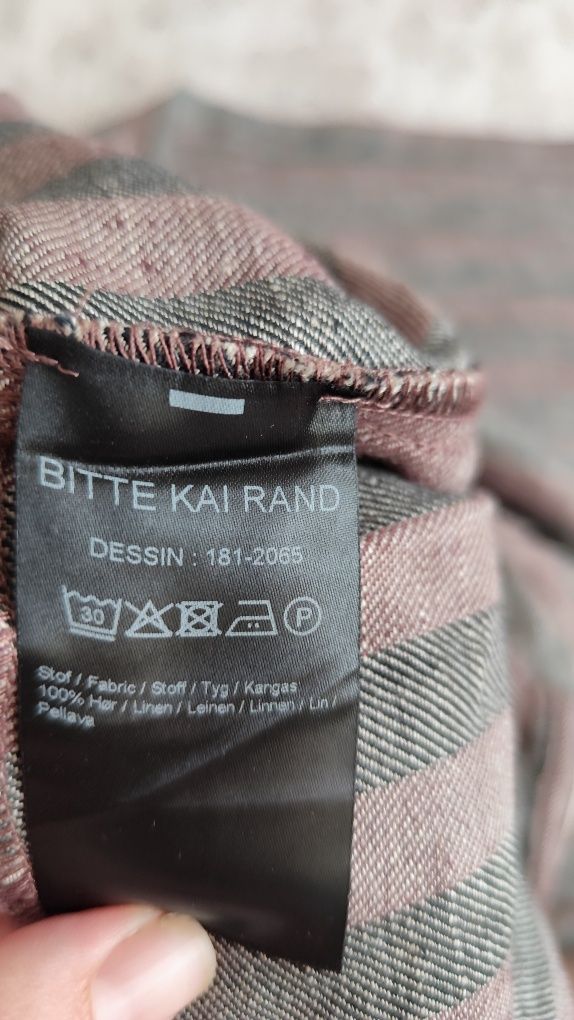 BITTE KAI RAND
DESSIN : 181-2065
30 P
Stof / Fabric / Stoff / Tyg / Kangas
100% Hør / Linen / Leinen / Linnen / Lin /
Pellava